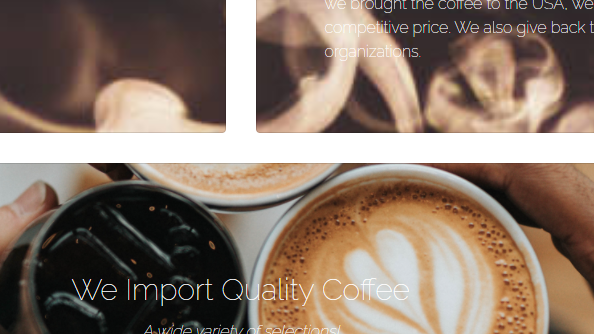 we brought the coffee to the USA, we
competitive price. We also give back t
organizations.
We Import Quality Coffee
A wide variety of selections!